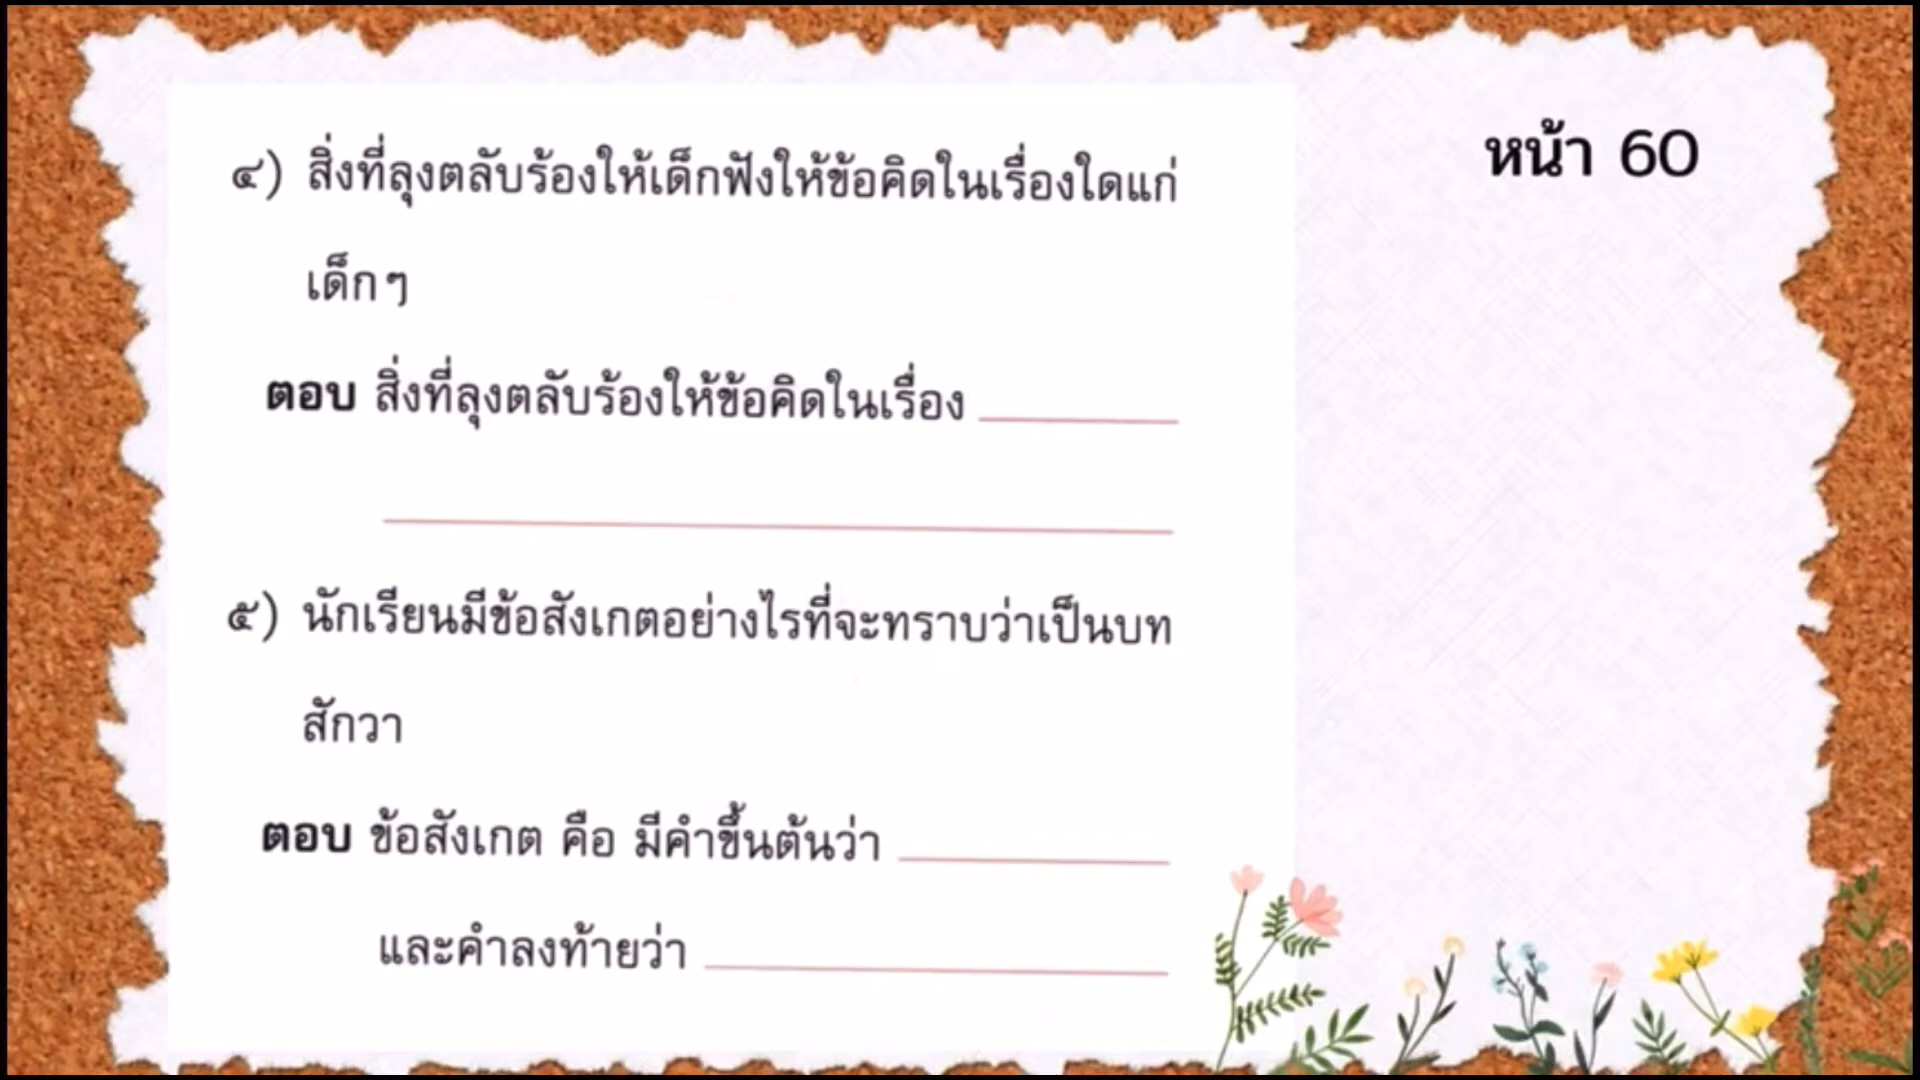 หน้า 60
๔) สิ่งที่ลุงตลับร้องให้เด็กฟังให้ข้อคิดในเรื่องใดแก่
เด็กๆ
ตอบ สิ่งที่ลุงตลับร้องให้ข้อคิดในเรื่อง
๕) นักเรียนมีข้อสังเกตอย่างไรที่จะทราบว่าเป็นบท
สักวา
ตอบ ข้อสังเกต คือ มีคำขึ้นต้นว่า
และคำลงท้ายว่า